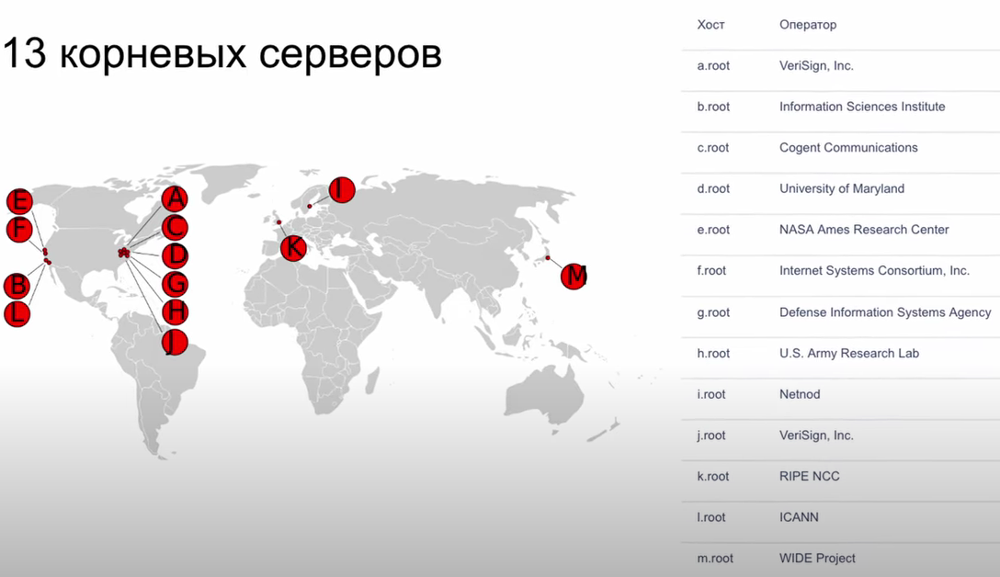 13 корневых серверов
E
F
B
L
A
C
D
G
H
J
I
K
M
Хост Оператор
a.root VeriSign, Inc.
b.root Information Sciences Institute
c.root Cogent Communications
d.root University of Maryland
e.root NASA Ames Research Center
f.root Internet Systems Consortium, Inc.
g.root Defense Information Systems Agency
h.root U.S. Army Research Lab
i.root Netnod
j.root VeriSign, Inc.
k.root RIPE NCC
l.root ICANN
m.root WIDE Project